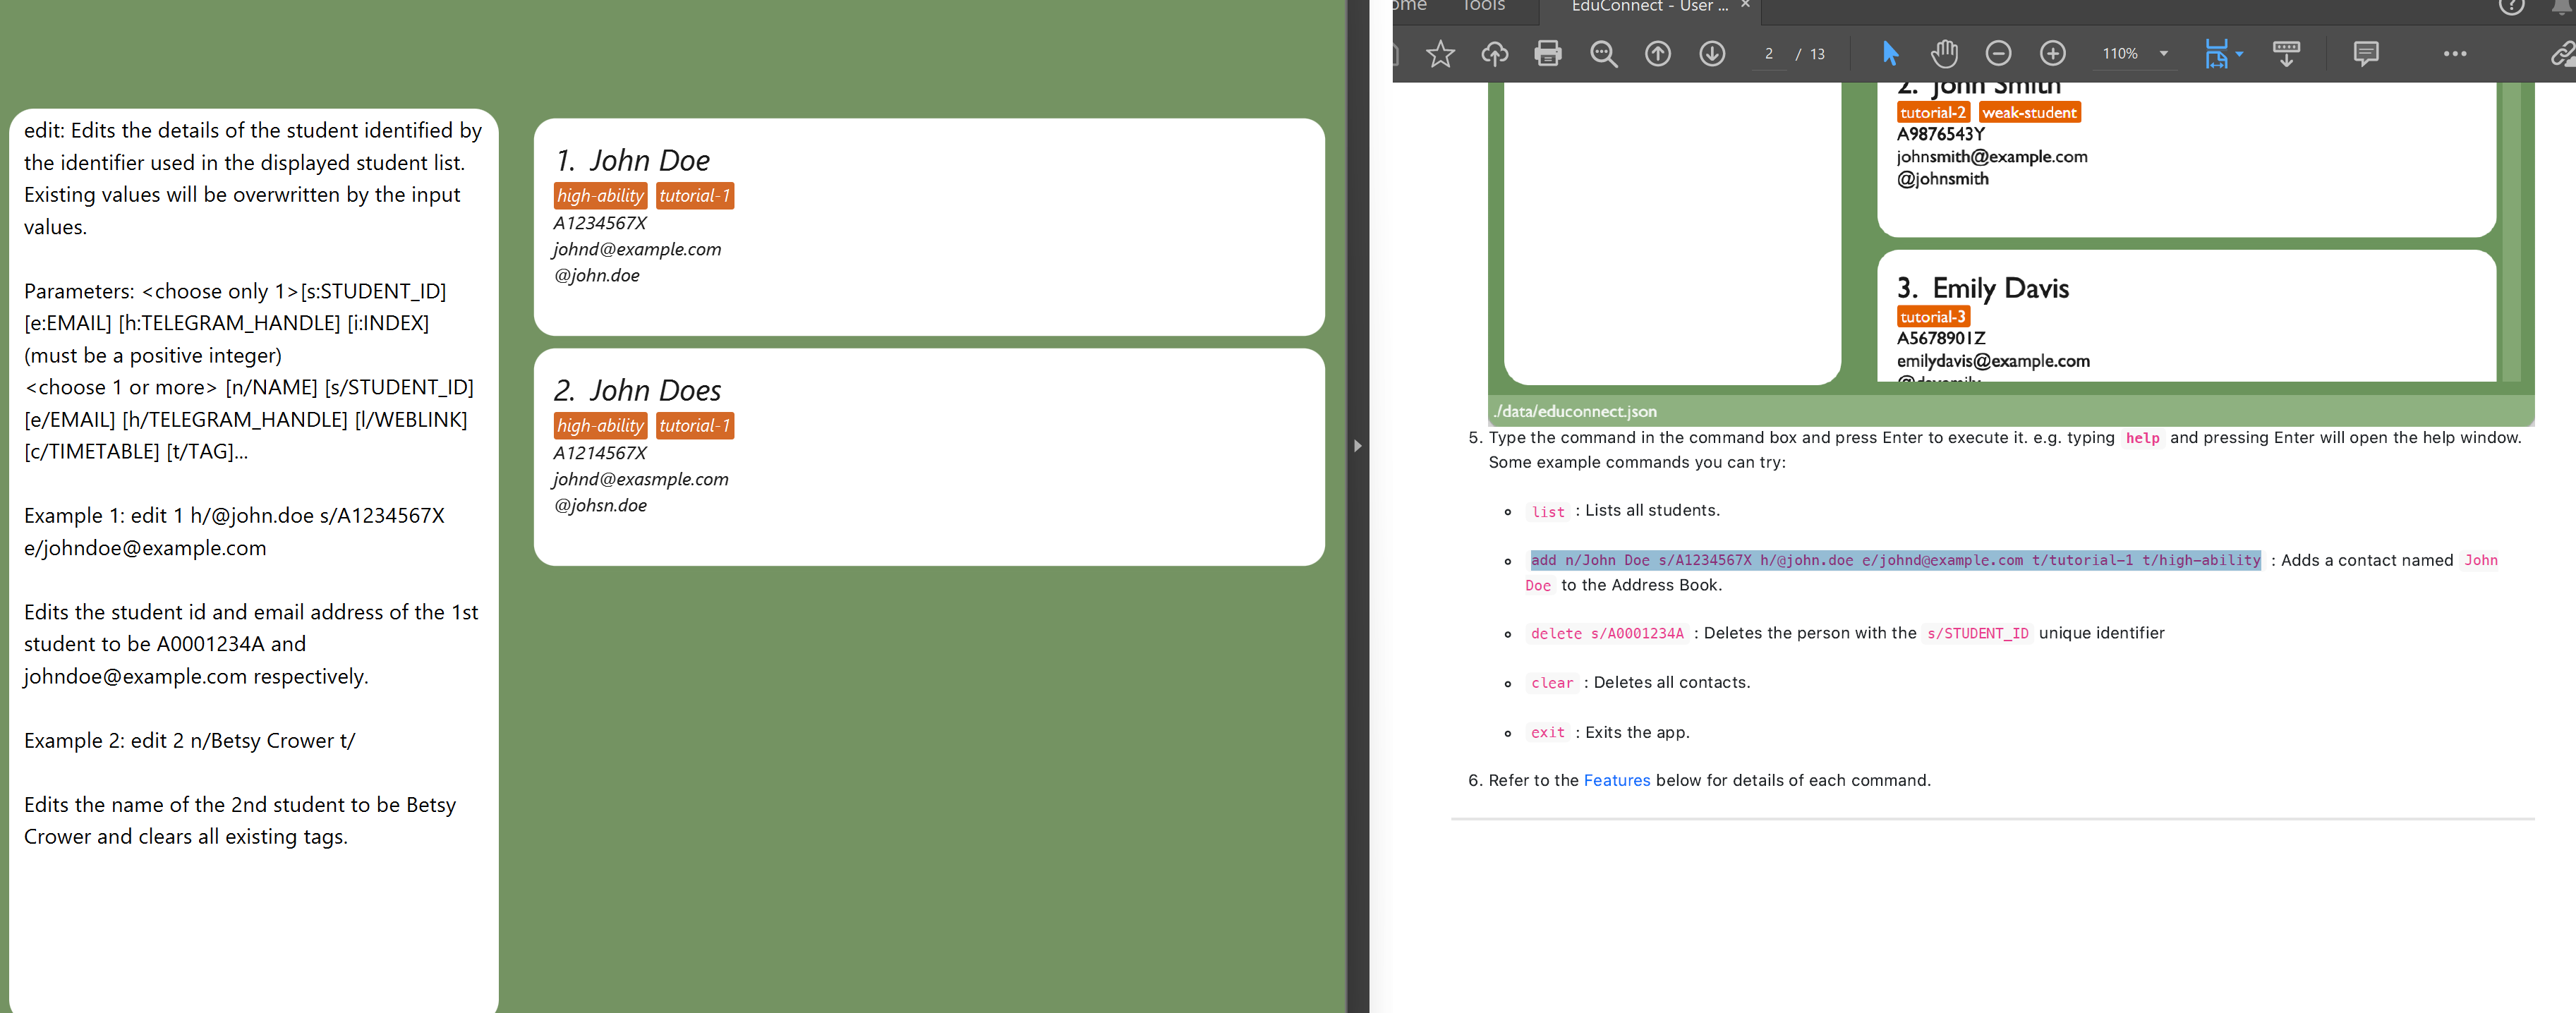 edit: Edits the details of the student identified by
the identifier used in the displayed student list.
Existing values will be overwritten by the input
values.
Parameters: <choose only 1>[s:STUDENT_ID]
[e:EMAIL] [h:TELEGRAM_HANDLE] [i:INDEX]
(must be a positive integer)
<choose 1 or more> [n/NAME] [s/STUDENT_ID]
[e/EMAIL] [h/TELEGRAM_HANDLE] [l/WEBLINK]
[c/TIMETABLE] [t/TAG]...
Example 1: edit 1 h/@john.doe s/A1234567X
e/johndoe@example.com
Edits the student id and email address of the 1st
student to be A0001234A and
johndoe@example.com respectively.
Example 2: edit 2 n/Betsy Crower t/
Edits the name of the 2nd student to be Betsy
Crower and clears all existing tags.
1. John Doe
high-ability tutorial-1
A1234567X
johnd@example.com
@john.doe
2. John Does
high-ability tutorial-1
A1214567X
johnd@exasmple.com
@johsn.doe
Tools
EduConnect - User ... ×
2 / 13
110%
2. John Smith
tutorial-2 weak-student
A9876543Y
johnsmith@example.com
@johnsmith
3. Emily Davis
tutorial-3
A5678901Z
emilydavis@example.com
./data/educonnect.json
5. Type the command in the command box and press Enter to execute it. e.g. typing help and pressing Enter will open the help window.
Some example commands you can try:
list : Lists all students.
add n/John Doe s/A1234567X h/@john.doe e/johnd@example.com t/tutorial-1 t/high-ability : Adds a contact named John
Doe to the Address Book.
delete s/A0001234A : Deletes the person with the s/STUDENT_ID unique identifier
clear : Deletes all contacts.
exit : Exits the app.
6. Refer to the Features below for details of each command.